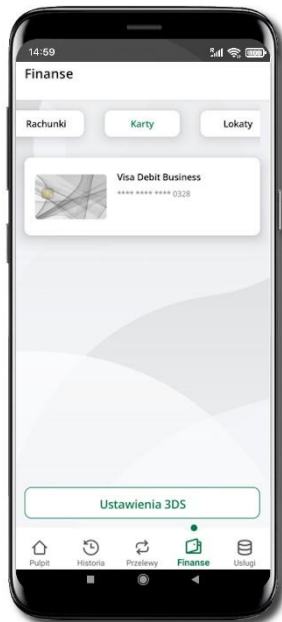 14:59
Finanse
Rachunki Karty Lokaty
Visa Debit Business
**** **** **** 0328
Ustawienia 3DS
Pulpit Historia Przelewy Finanse Usługi